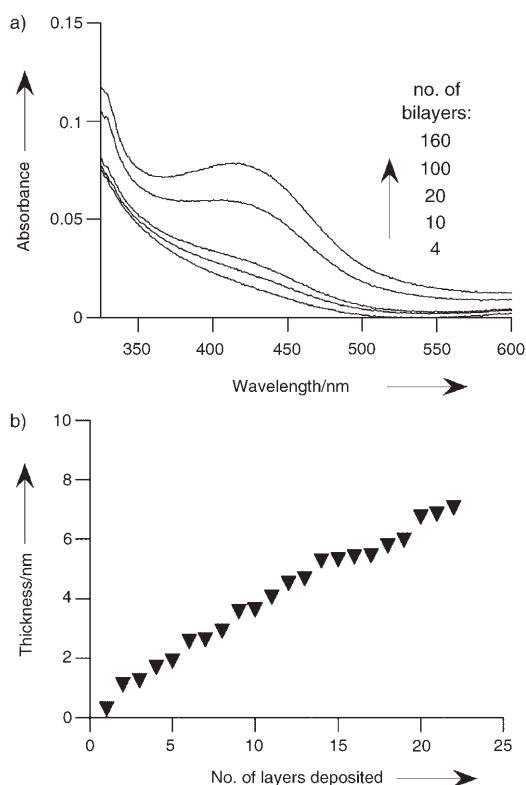 a)
0.15
0.1
0.05
0
Absorbance
no. of
bilayers:
160
100
20
10
4
350 400 450 500 550 600
Wavelength/nm
b)
10
8
6
4
2
0
Thickness/nm
0 5 10 15 20 25
No. of layers deposited